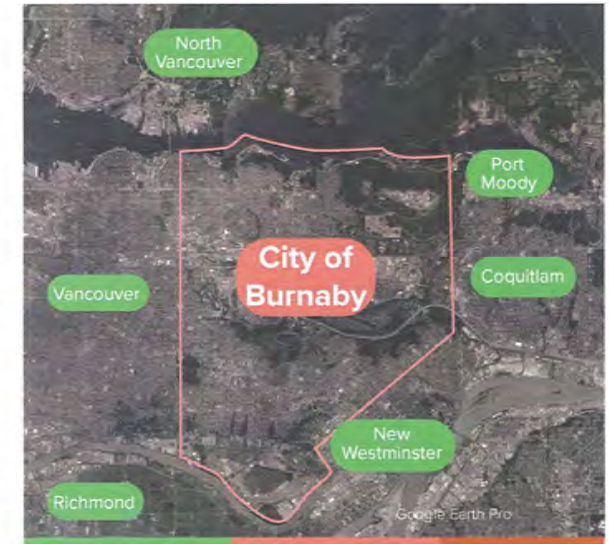 North
Vancouver
Port
Moody
City of
Burnaby
Coquitlam
Vancouver
New
Westminster
Richmond
Google Earth Pro